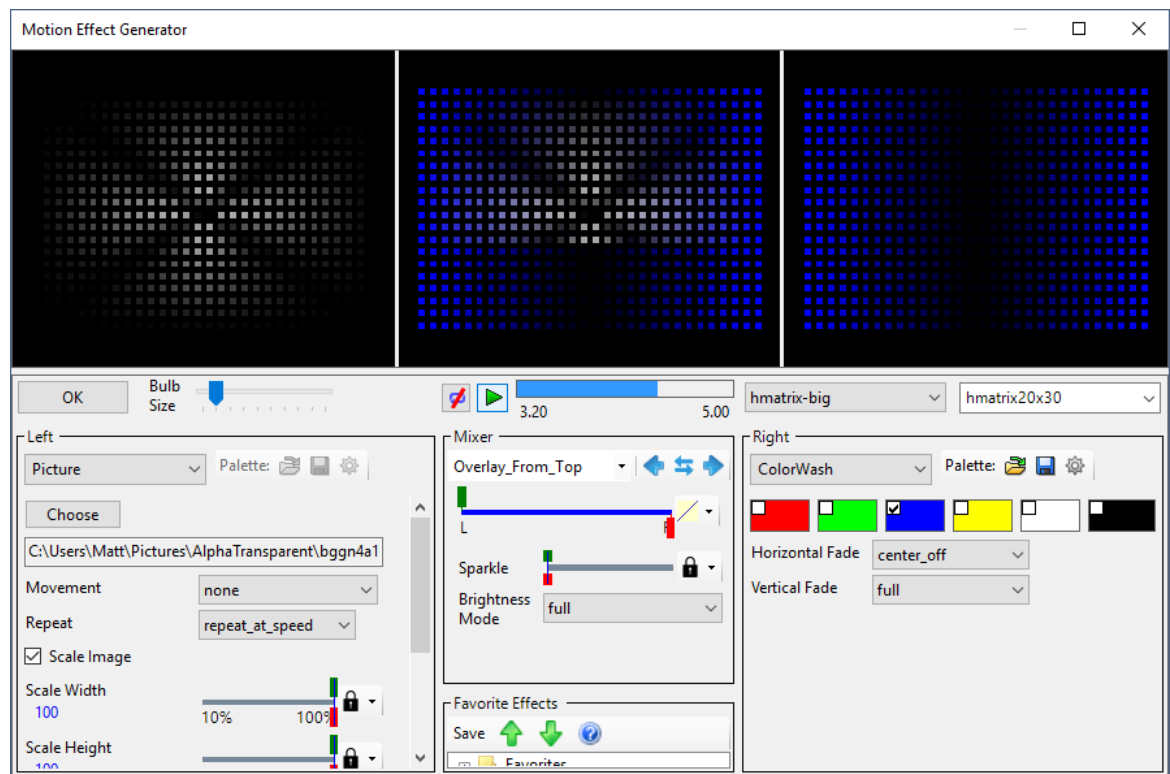 Motion Effect Generator
OK
Bulb Size
3.20
5.00
hmatrix-big
hmatrix20x30
Left
Picture
Palette:
Choose
C:\Users\Matt\Pictures\AlphaTransparent\bggn4a1
Movement
none
Repeat
repeat_at_speed
Scale Image
Scale Width
100
10%
100%
Scale Height
100
Mixer
Overlay_From_Top
L
Sparkle
Brightness Mode
full
Favorite Effects
Save
Favorites
Right
ColorWash
Palette:
Horizontal Fade
center_off
Vertical Fade
full